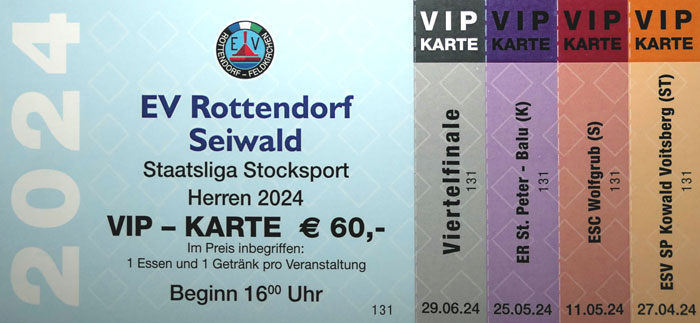 2024
E V
ROTTENDORF - FELDKIRCHEN
EV Rottendorf
Seiwald
Staatsliga Stocksport
Herren 2024
VIP – KARTE € 60,-
Im Preis inbegriffen:
1 Essen und 1 Getränk pro Veranstaltung
Beginn 16⁰⁰ Uhr
131
VIP
KARTE
Viertelfinale
131
29.06.24
VIP
KARTE
ER St. Peter - Balu (K)
131
25.05.24
VIP
KARTE
ESC Wolfgrub (S)
131
11.05.24
VIP
KARTE
ESV SP Kowald Voitsberg (ST)
131
27.04.24